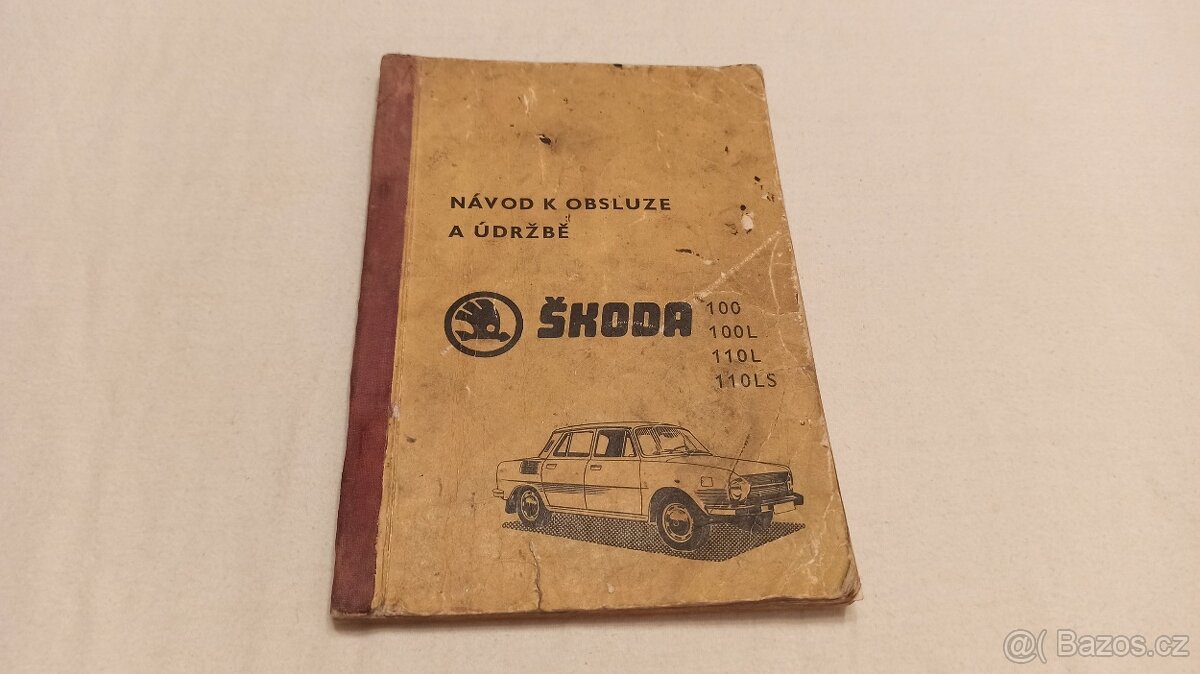 NÁVOD K OBSLUZE
A ÚDRŽBĚ
ŠKODA
100
100L
110L
110LS
@( Bazos.cz